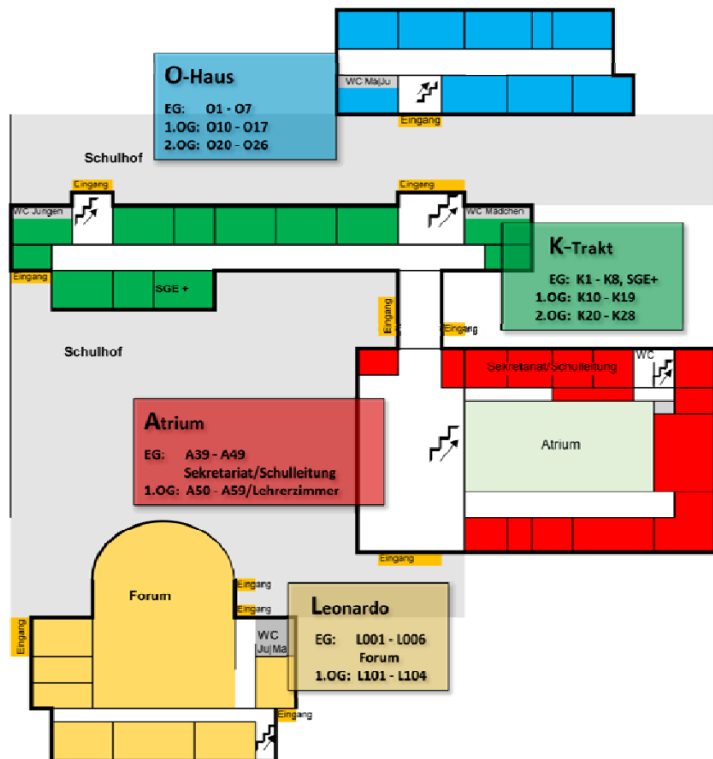 O-Haus
EG: O1 - O7
1.OG: O10 - O17
2.OG: O20 - O26
WC Ma|Ju
Eingang
Schulhof
Eingang
Eingang
WC Jungen
WC Mädchen
K-Trakt
EG: K1 - K8, SGE+
1.OG: K10 - K19
2.OG: K20 - K28
Eingang
SGE +
Eingang
Eingang
Schulhof
Sekretariat/Schulleitung
WC
Atrium
EG: A39 - A49
Sekretariat/Schulleitung
1.OG: A50 - A59/Lehrerzimmer
Atrium
Eingang
Forum
Eingang
Eingang
Eingang
WC
Ju|Ma
Leonardo
EG: L001 - L006
Forum
1.OG: L101 - L104
Eingang